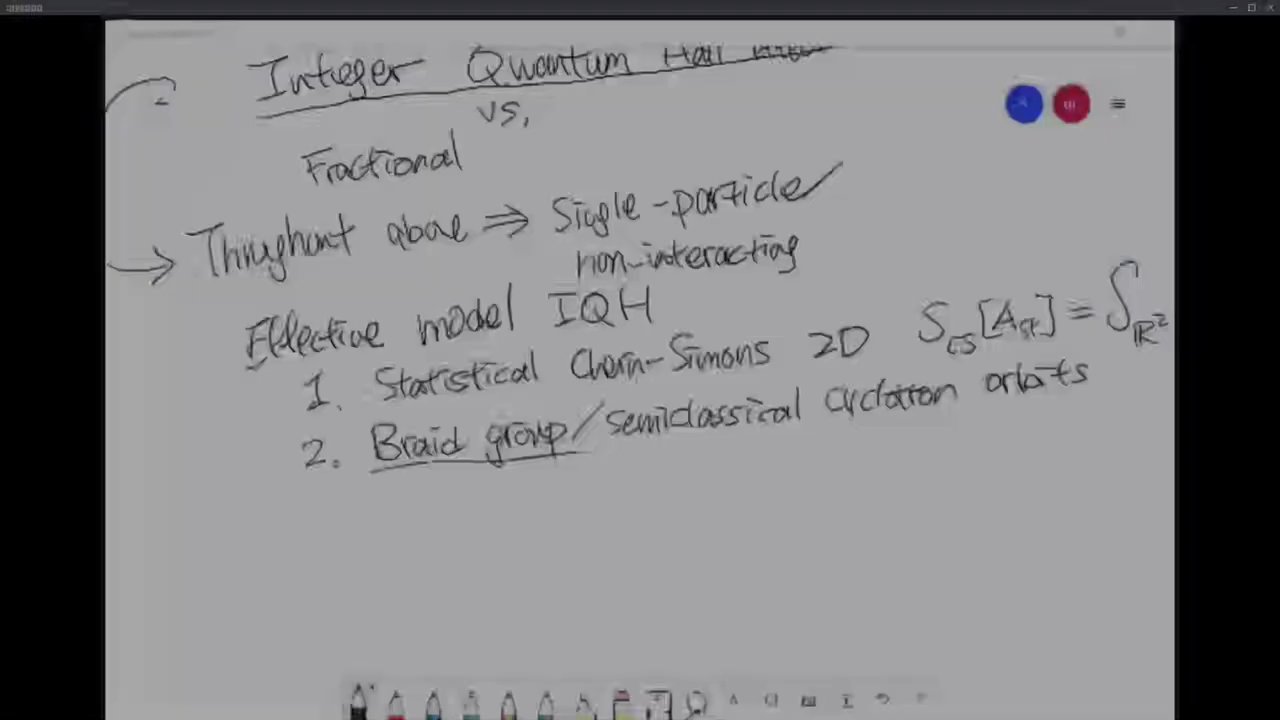 Integer Quantum Hall
vs.
Fractional
→ Throughout above ⇒ Single-particle
non-interacting
Effective model IQH
1. Statistical Chern-Simons 2D S_CS[A_st] = ∫_ℝ²
2. Braid group/semiclassical cyclotron orbits